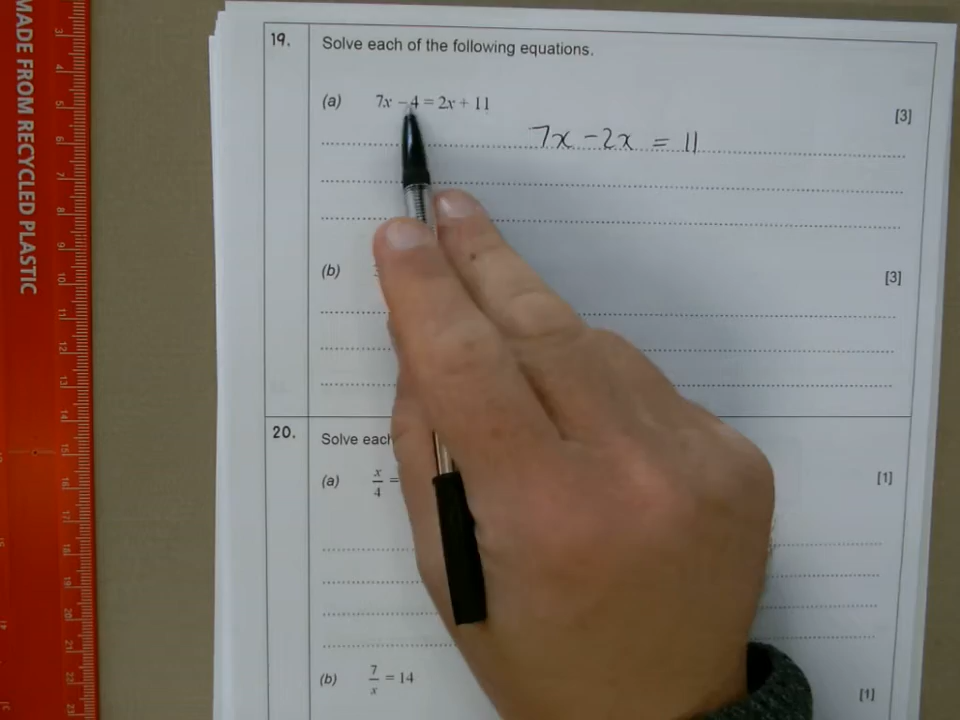 MADE FROM RECYCLED PLASTIC
19. Solve each of the following equations.
(a) 7x − 4 = 2x + 11 [3]
7x − 2x = 11
(b) [3]
20. Solve each
(a) x/4 = [1]
(b) 7/x = 14 [1]